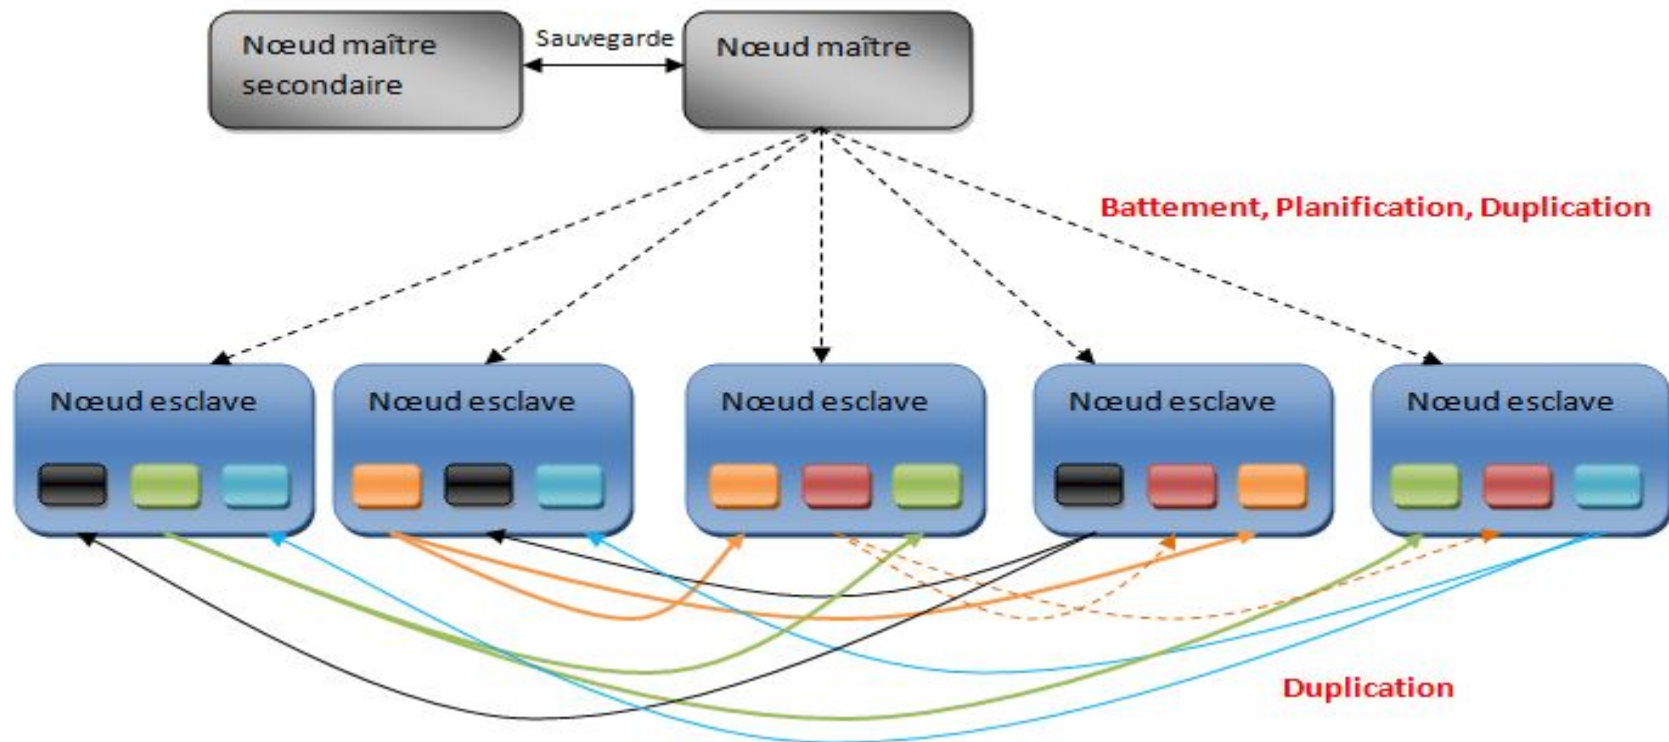 Nœud maître
secondaire
Sauvegarde
Nœud maître
Battement, Planification, Duplication
Nœud esclave
Nœud esclave
Nœud esclave
Nœud esclave
Nœud esclave
Duplication